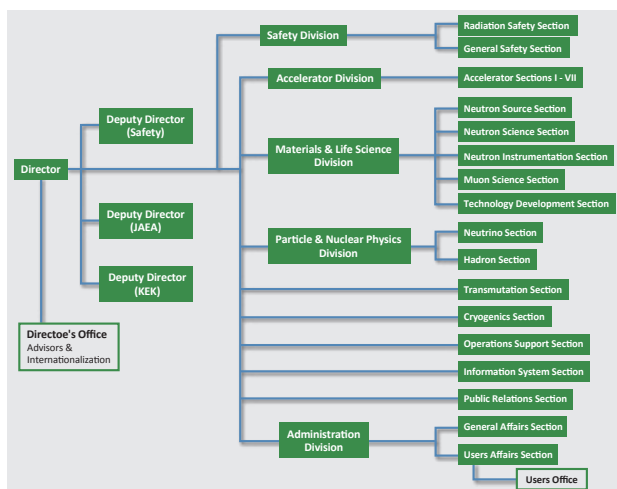 Safety Division
Radiation Safety Section
General Safety Section
Accelerator Division
Accelerator Sections I - VII
Deputy Director
(Safety)
Neutron Source Section
Neutron Science Section
Materials & Life Science
Division
Neutron Instrumentation Section
Director
Muon Science Section
Technology Development Section
Deputy Director
(JAEA)
Particle & Nuclear Physics
Division
Neutrino Section
Hadron Section
Deputy Director
(KEK)
Transmutation Section
Cryogenics Section
Directoe's Office
Advisors &
Internationalization
Operations Support Section
Information System Section
Public Relations Section
Administration
Division
General Affairs Section
Users Affairs Section
Users Office